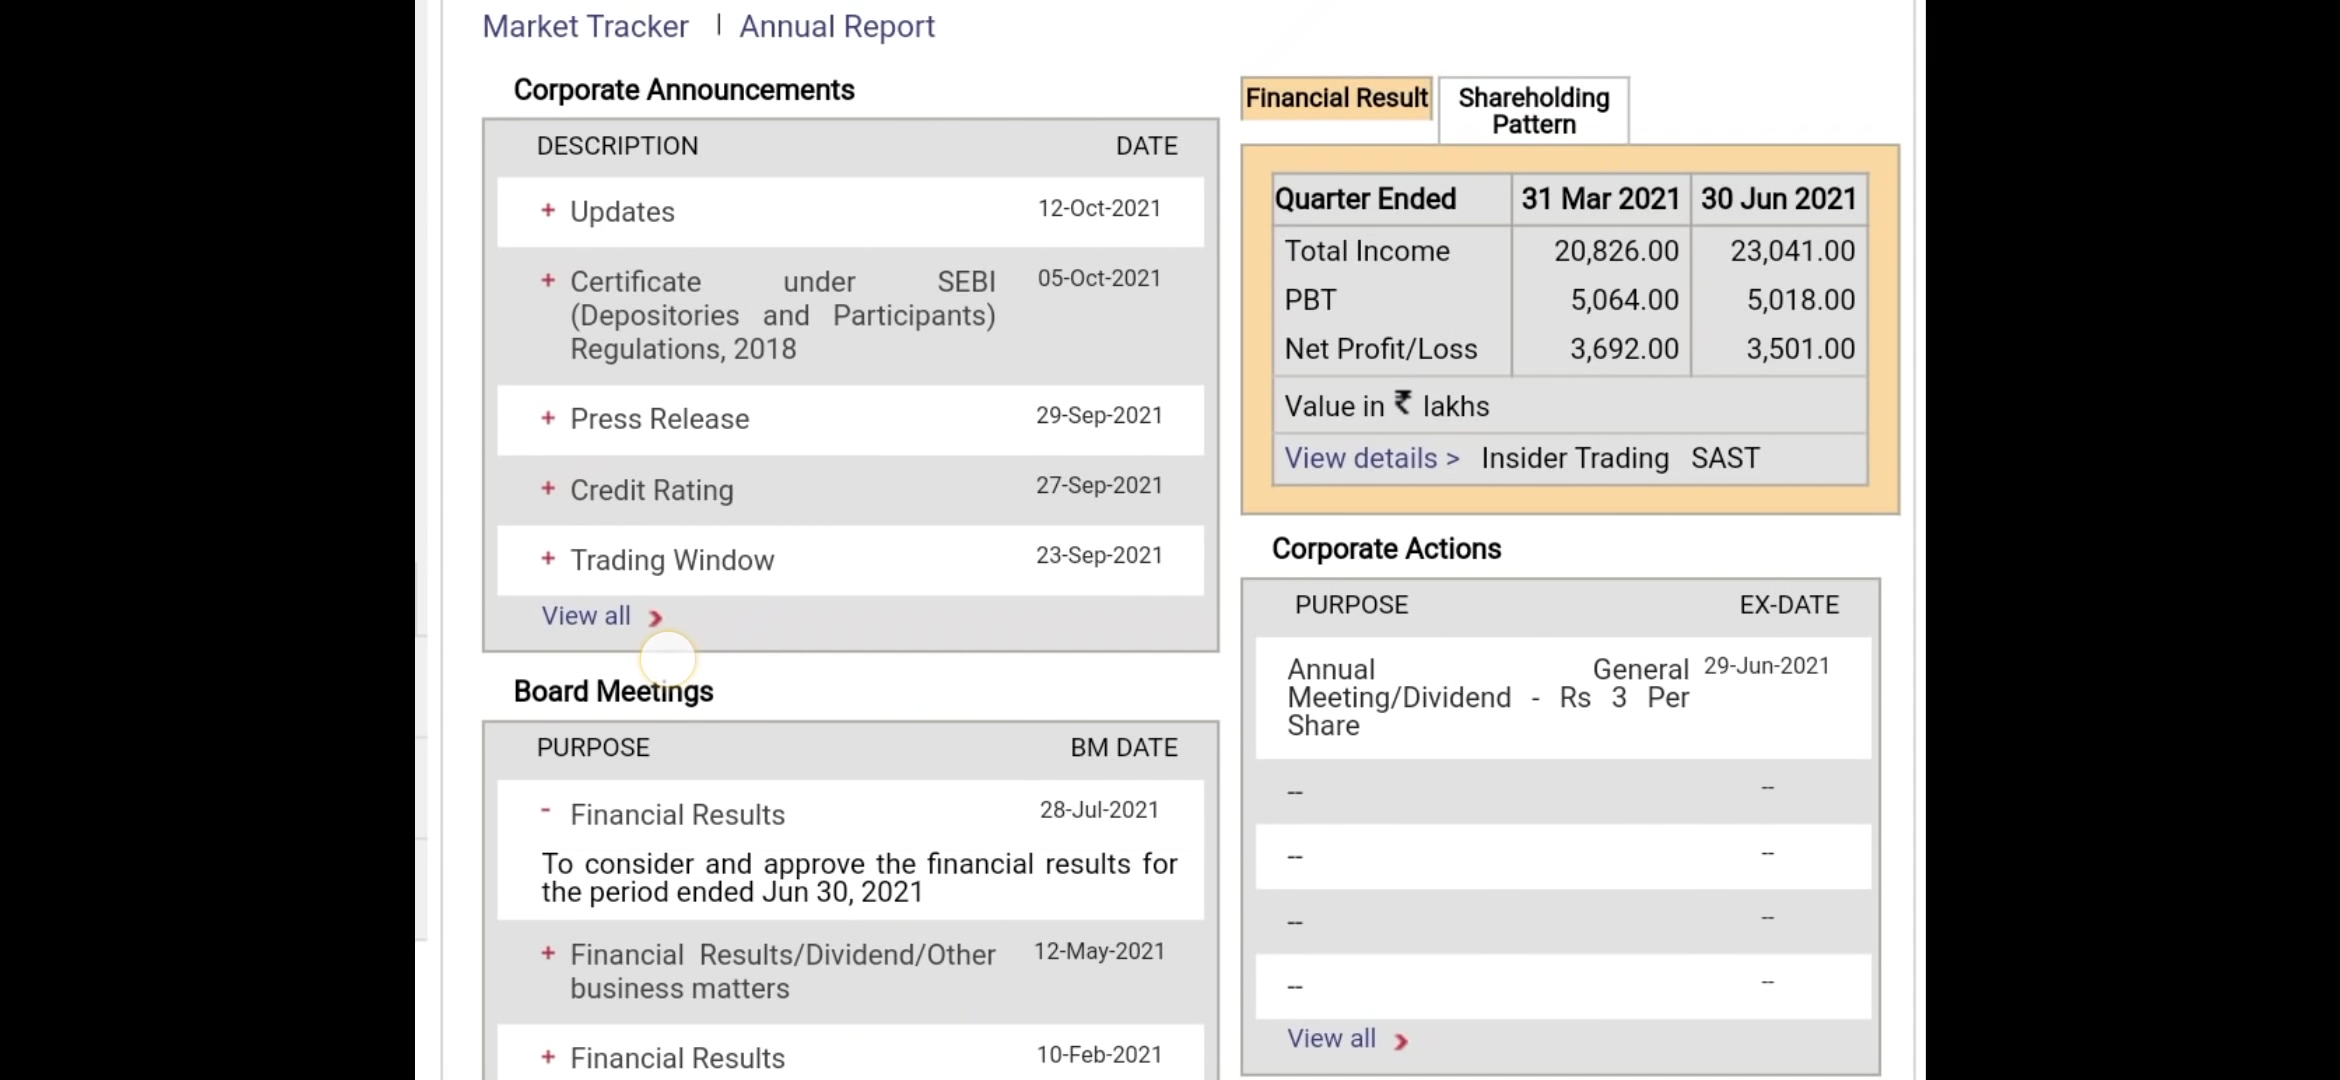 Market Tracker | Annual Report
Corporate Announcements
DESCRIPTION DATE
+ Updates 12-Oct-2021
+ Certificate under SEBI 05-Oct-2021
(Depositories and Participants)
Regulations, 2018
+ Press Release 29-Sep-2021
+ Credit Rating 27-Sep-2021
+ Trading Window 23-Sep-2021
View all >
Board Meetings
PURPOSE BM DATE
- Financial Results 28-Jul-2021
To consider and approve the financial results for
the period ended Jun 30, 2021
+ Financial Results/Dividend/Other 12-May-2021
business matters
+ Financial Results 10-Feb-2021
Financial Result
Shareholding
Pattern
Quarter Ended 31 Mar 2021 30 Jun 2021
Total Income 20,826.00 23,041.00
PBT 5,064.00 5,018.00
Net Profit/Loss 3,692.00 3,501.00
Value in ₹ lakhs
View details > Insider Trading SAST
Corporate Actions
PURPOSE EX-DATE
Annual General 29-Jun-2021
Meeting/Dividend - Rs 3 Per
Share
-- --
-- --
-- --
-- --
View all >